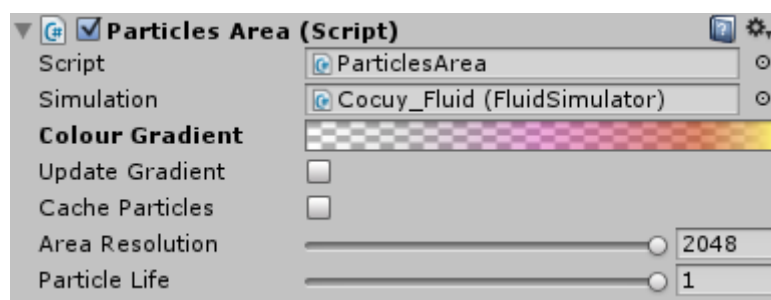 Particles Area (Script)
Script ParticlesArea
Simulation Cocuy_Fluid (FluidSimulator)
Colour Gradient
Update Gradient
Cache Particles
Area Resolution 2048
Particle Life 1